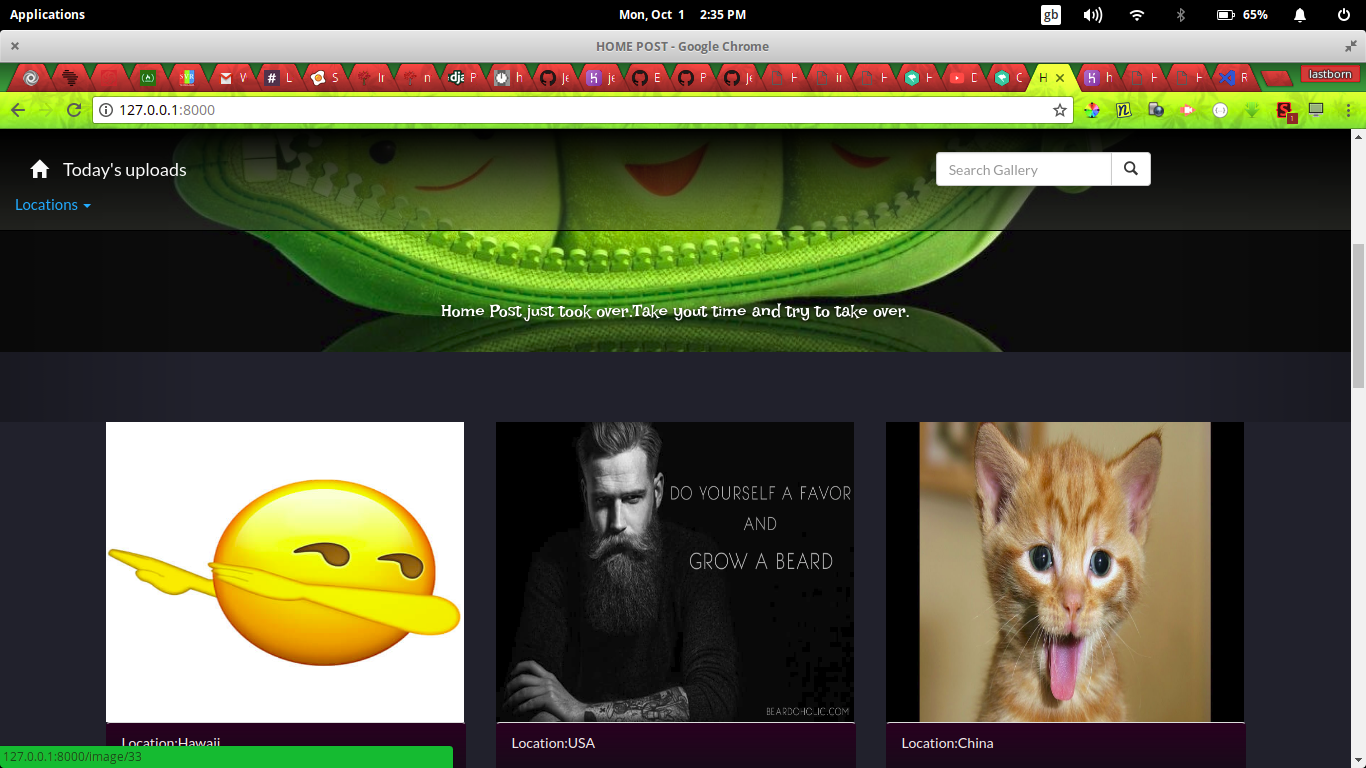 Applications
Mon, Oct 1 2:35 PM
gb
65%
HOME POST - Google Chrome
lastborn
127.0.0.1:8000
Today's uploads
Search Gallery
Locations
Home Post just took over.Take yout time and try to take over.
DO YOURSELF A FAVOR
AND
GROW A BEARD
BEARDOHOLIC.COM
Location:Hawaii
Location:USA
Location:China
127.0.0.1:8000/image/33